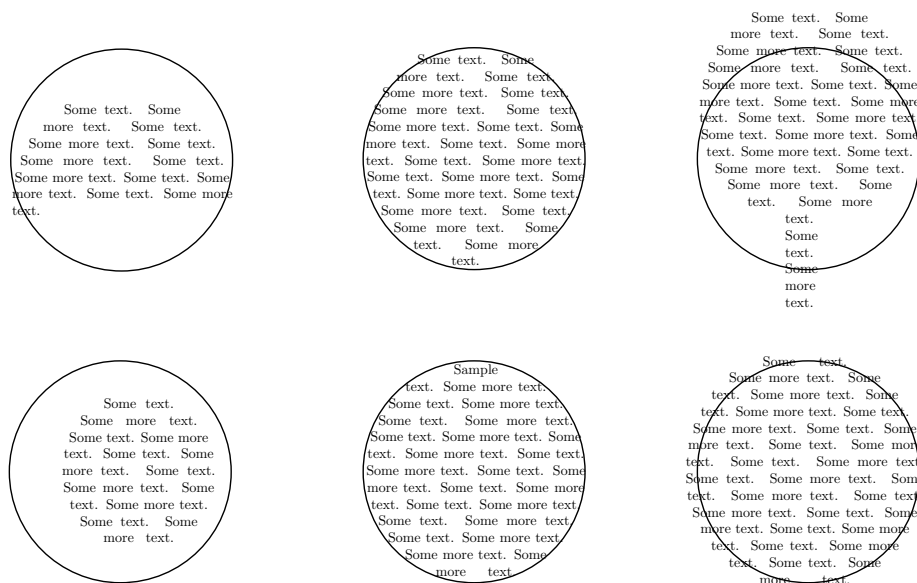 Some text. Some
more text. Some text.
Some more text. Some text.
Some more text. Some text.
Some more text. Some text. Some
more text. Some text. Some more
text.
Some text. Some
more text. Some text.
Some more text. Some text.
Some more text. Some text.
Some more text. Some text. Some
more text. Some text. Some more
text. Some text. Some more text.
Some text. Some more text. Some
text. Some more text. Some text.
Some more text. Some text.
Some more text. Some
text. Some more
text.
Some text. Some
more text. Some text.
Some more text. Some text.
Some more text. Some text.
Some more text. Some text. Some
more text. Some text. Some more
text. Some text. Some more text.
Some text. Some more text. Some
text. Some more text. Some text.
Some more text. Some text.
Some more text. Some
text. Some more
text.
Some
text.
Some
more
text.
Some text.
Some more text.
Some text. Some more
text. Some text. Some
more text. Some text.
Some more text. Some
text. Some more text.
Some text. Some
more text.
Sample
text. Some more text.
Some text. Some more text.
Some text. Some more text.
Some text. Some more text. Some
text. Some more text. Some text.
Some more text. Some text. Some
more text. Some text. Some more
text. Some text. Some more text.
Some text. Some more text.
Some text. Some more text.
Some more text. Some
more text
Some text.
Some more text. Some
text. Some more text. Some
text. Some more text. Some text.
Some more text. Some text. Some
more text. Some text. Some more
text. Some text. Some more text
Some text. Some more text. Som
text. Some more text. Some text
Some more text. Some text. Some
more text. Some text. Some more
text. Some text. Some more
text. Some text. Some
more text.